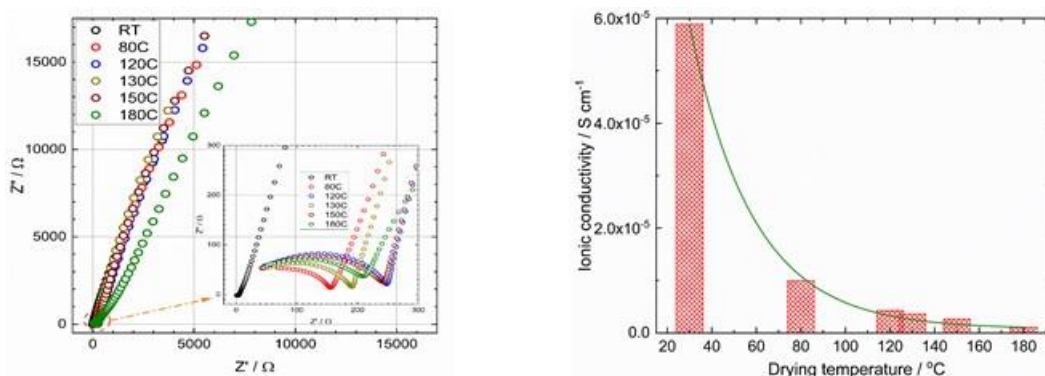 15000
10000
5000
0
0
5000
10000
15000
Z" / Ω
Z" / Ω
RT
80C
120C
130C
150C
180C
300
200
100
0
0
100
200
300
Z" / Ω
RT
80C
120C
130C
150C
180C
6.0x10⁻⁵
4.0x10⁻⁵
2.0x10⁻⁵
0.0
20 40 60 80 100 120 140 160 180
Ionic conductivity / S cm⁻¹
Drying temperature / °C